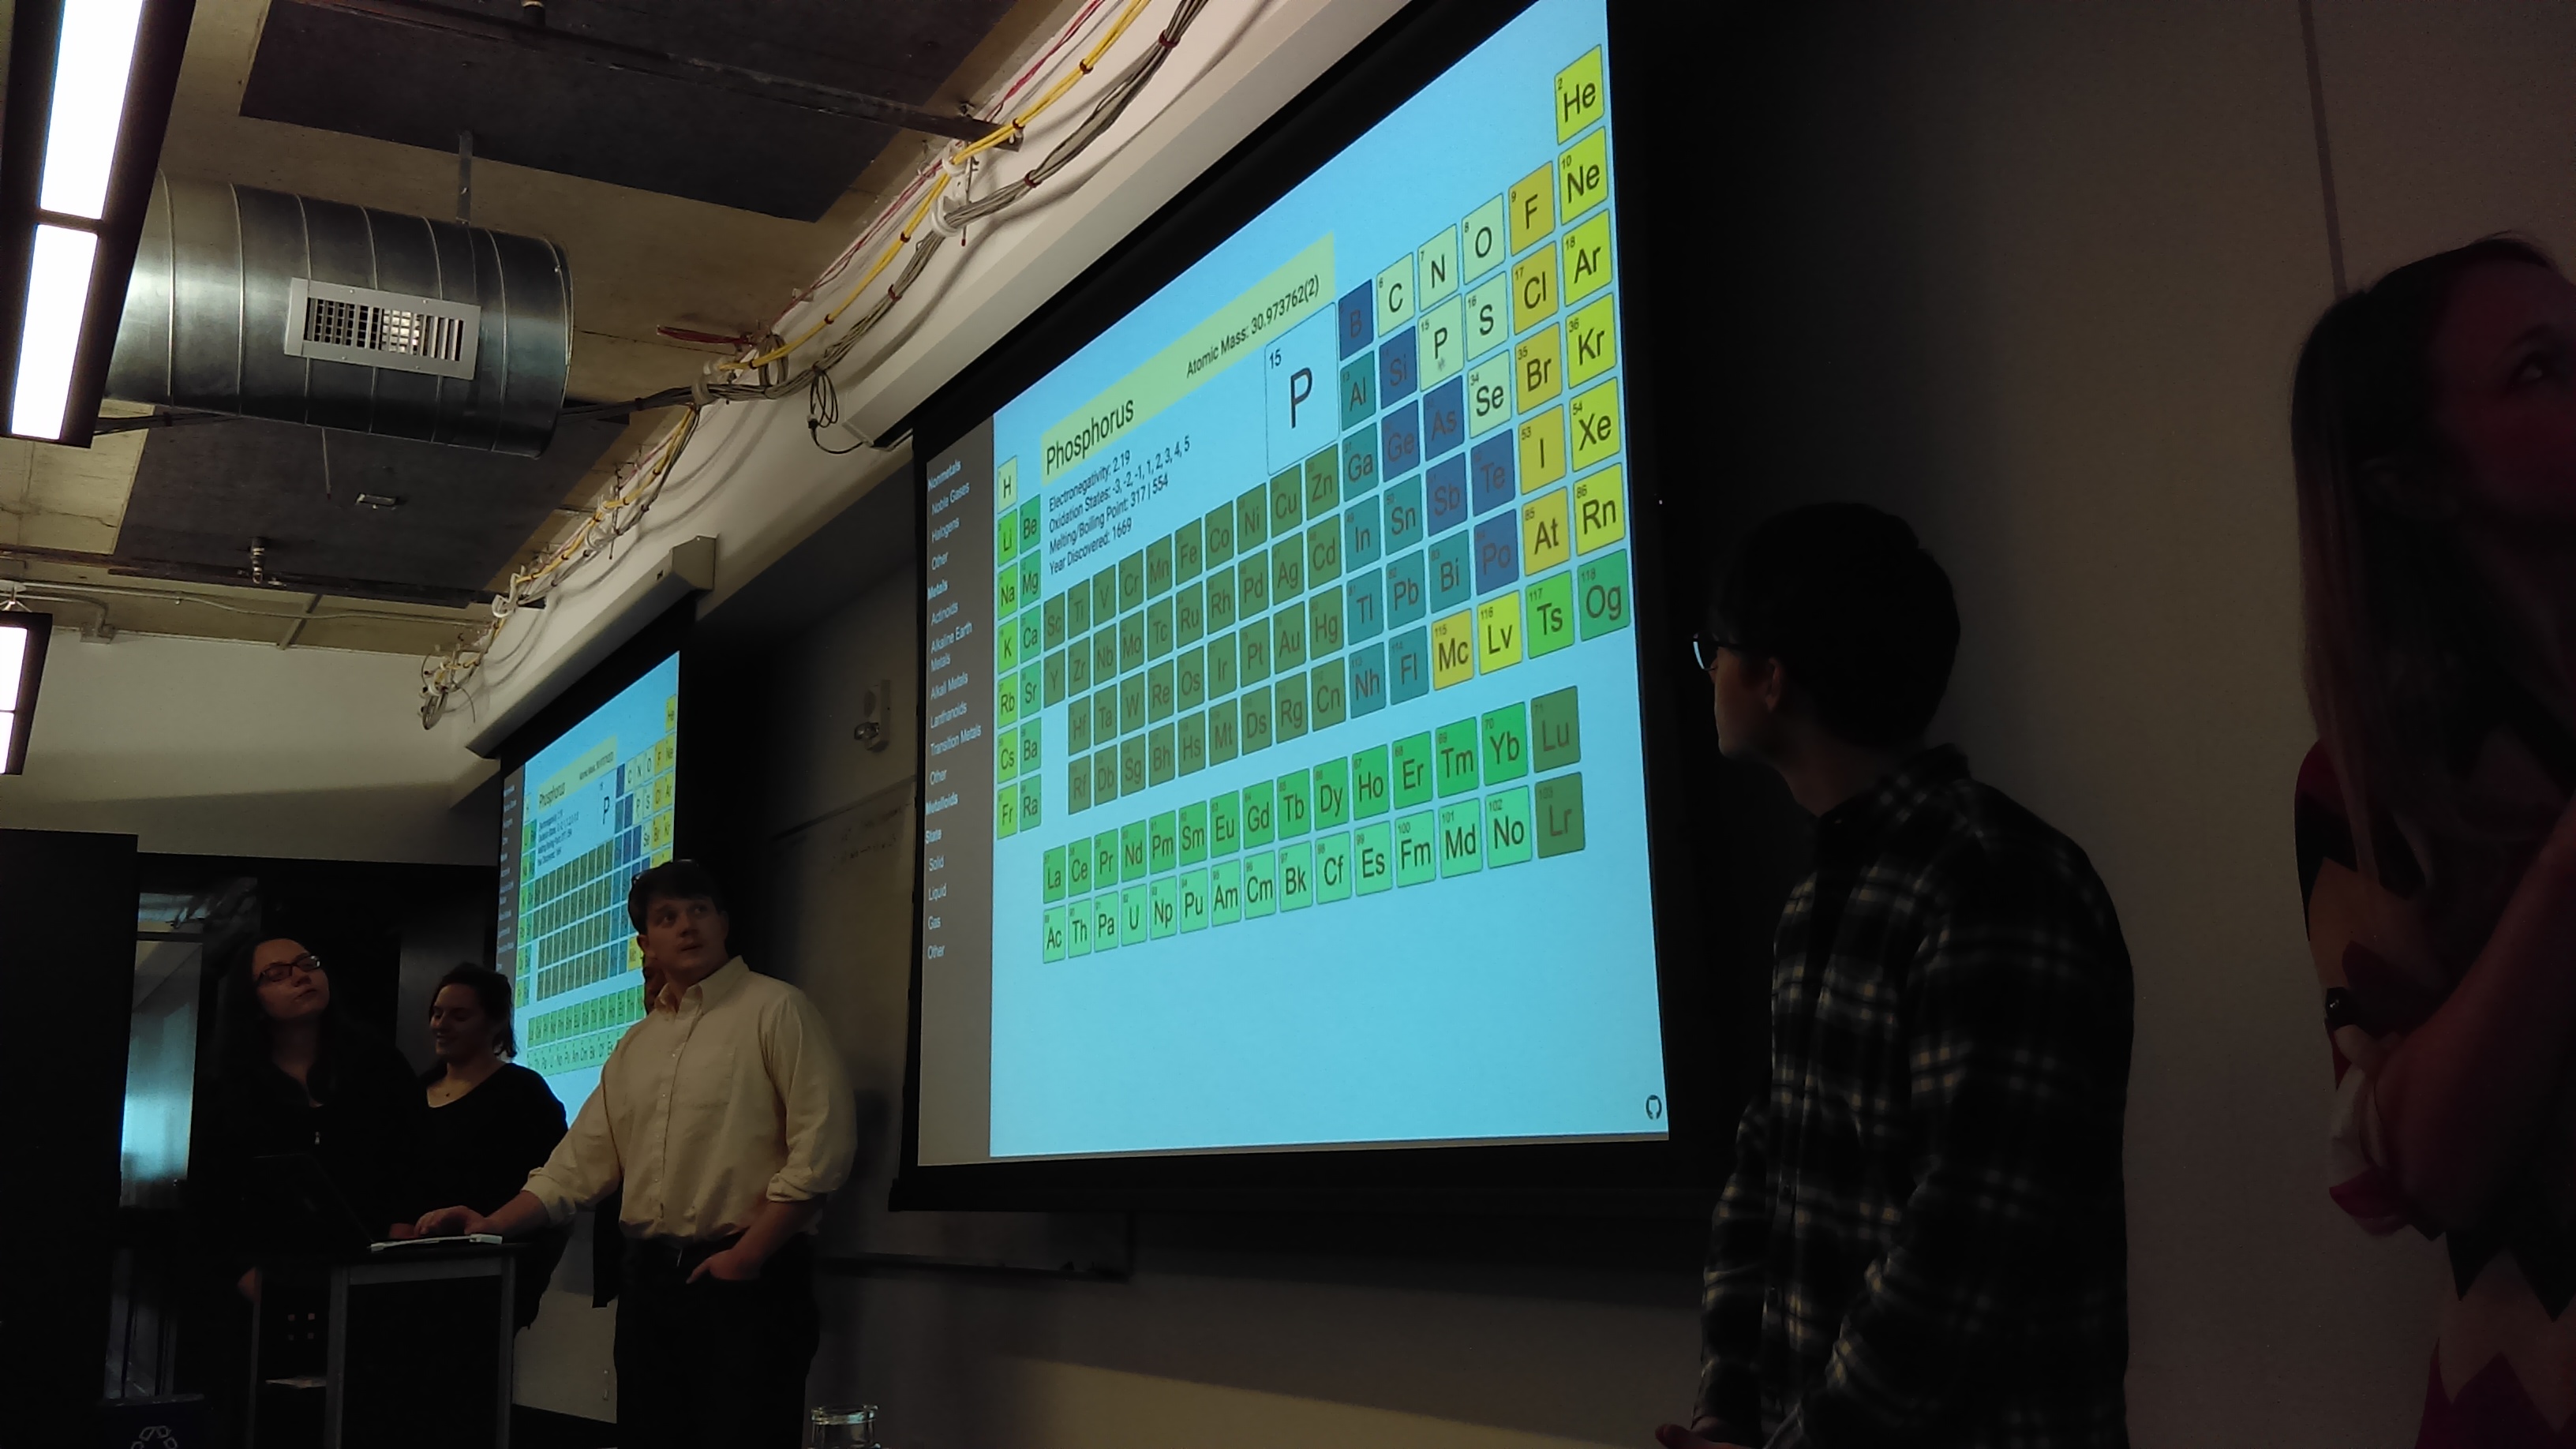 Nonmetals
Noble Gases
Halogens
Other
Metals
Actinoids
Alkaline Earth
Metals
Alkali Metals
Lanthanoids
Transition Metals
Other
Metalloids
State
Solid
Liquid
Gas
Other
Phosphorus
Atomic Mass: 30.973762(2)
Electronegativity: 2.19
Oxidation States: -3, -2, -1, 1, 2, 3, 4, 5
Melting/Boiling Point: 317 | 554
Year Discovered: 1669
15
P
H 2 He
Li Be B 6 C 7 N 8 O 9 F 10 Ne
Na Mg Al Si 15 P 16 S 17 Cl 18 Ar
K Ca Sc Ti V Cr Mn Fe Co Ni Cu Zn Ga Ge As 34 Se 35 Br 36 Kr
Rb Sr Y Zr Nb Mo Tc Ru Rh Pd Ag Cd In Sn Sb Te 53 I 54 Xe
Cs Ba Hf Ta W Re Os Ir Pt Au Hg Tl Pb Bi Po 85 At 86 Rn
Fr Ra Rf Db Sg Bh Hs Mt Ds Rg Cn Nh Fl 115 Mc 116 Lv 117 Ts 118 Og
La Ce Pr Nd Pm Sm Eu Gd Tb Dy Ho Er Tm 70 Yb Lu
Ac Th Pa U Np Pu Am Cm Bk Cf Es 100 Fm 101 Md 102 No Lr
Phosphorus
P